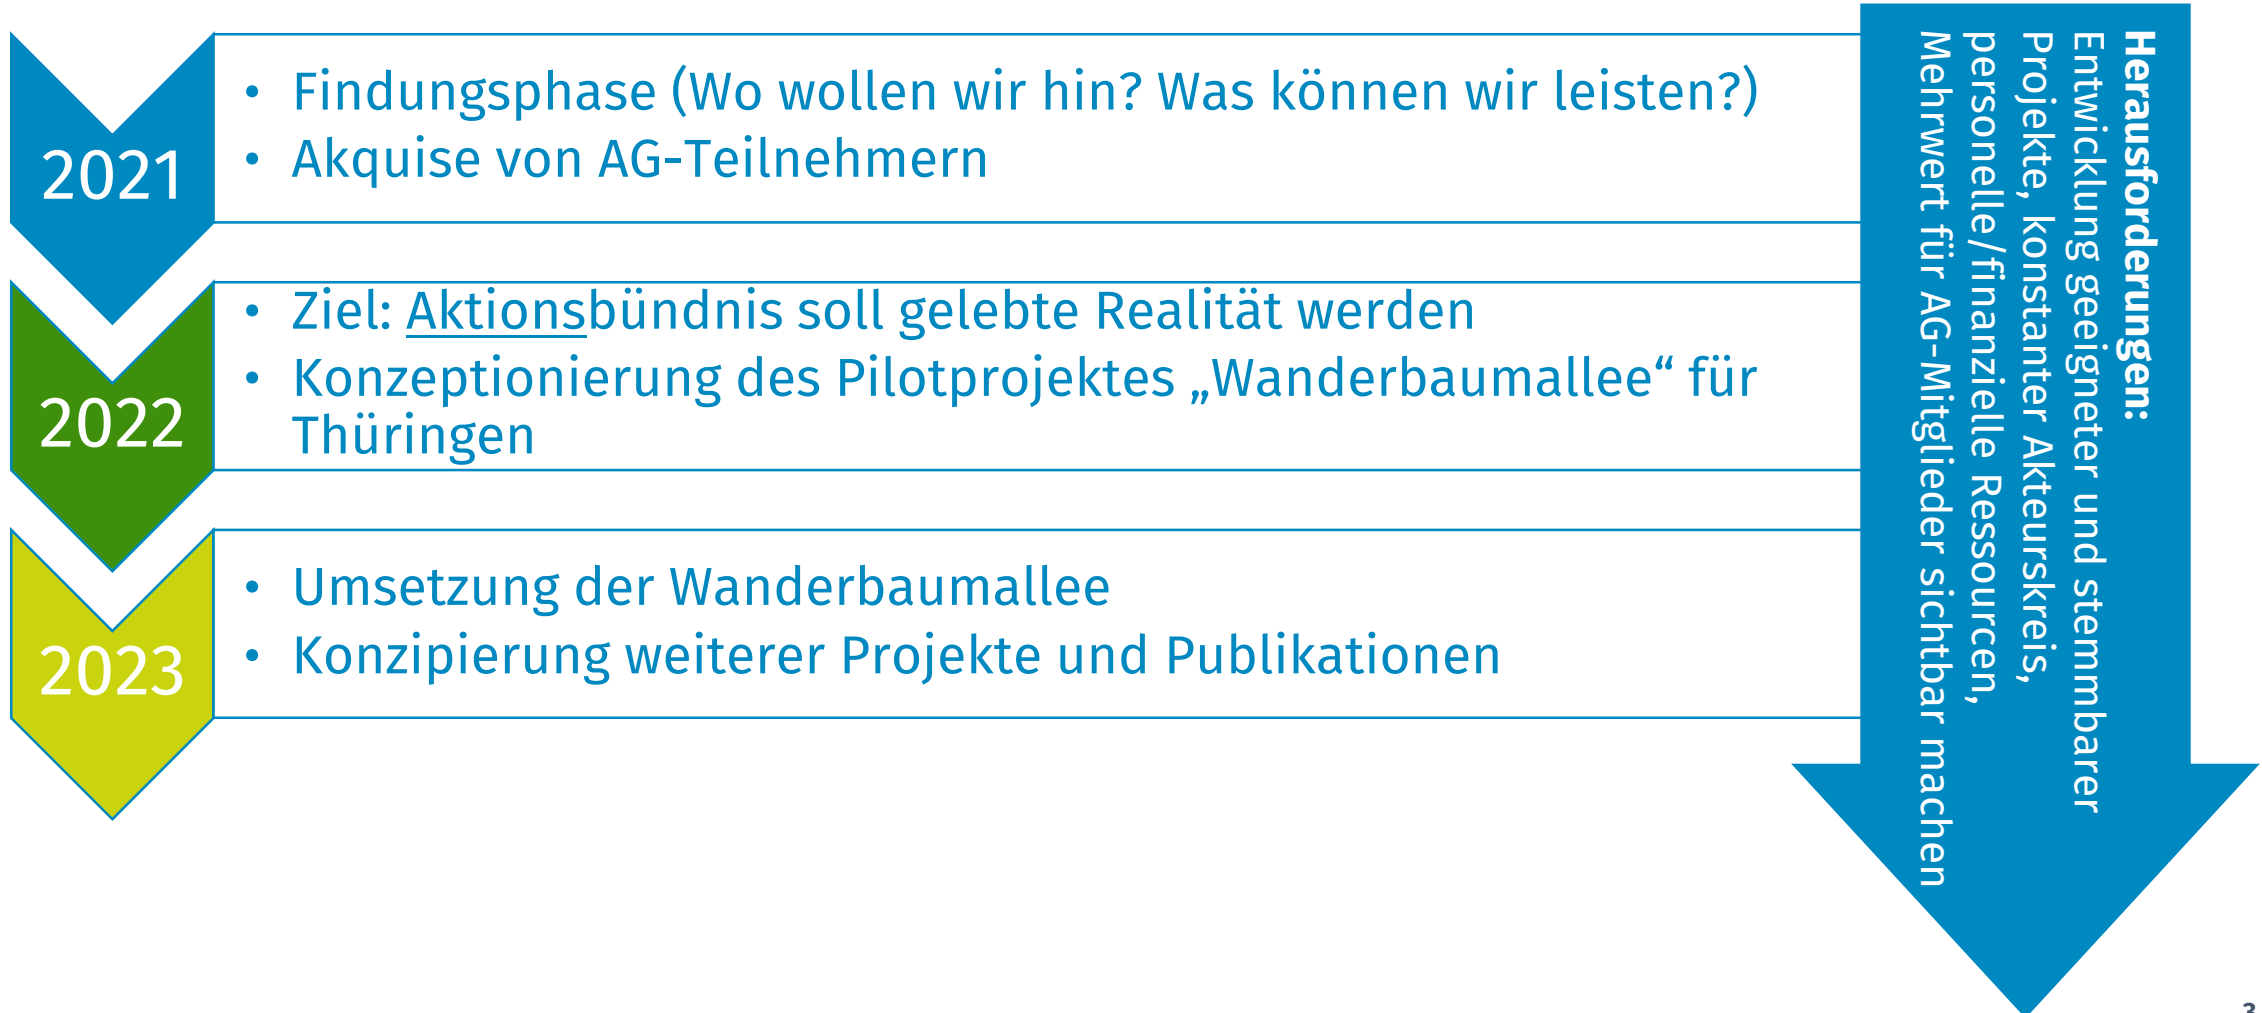 2021
• Findungsphase (Wo wollen wir hin? Was können wir leisten?)
• Akquise von AG-Teilnehmern
2022
• Ziel: Aktionsbündnis soll gelebte Realität werden
• Konzeptionierung des Pilotprojektes „Wanderbaumallee“ für
Thüringen
2023
• Umsetzung der Wanderbaumallee
• Konzipierung weiterer Projekte und Publikationen
Herausforderungen:
Entwicklung geeigneter und stemmbarer
Projekte, konstanter Akteurskreis,
personelle/finanzielle Ressourcen,
Mehrwert für AG-Mitglieder sichtbar machen
3